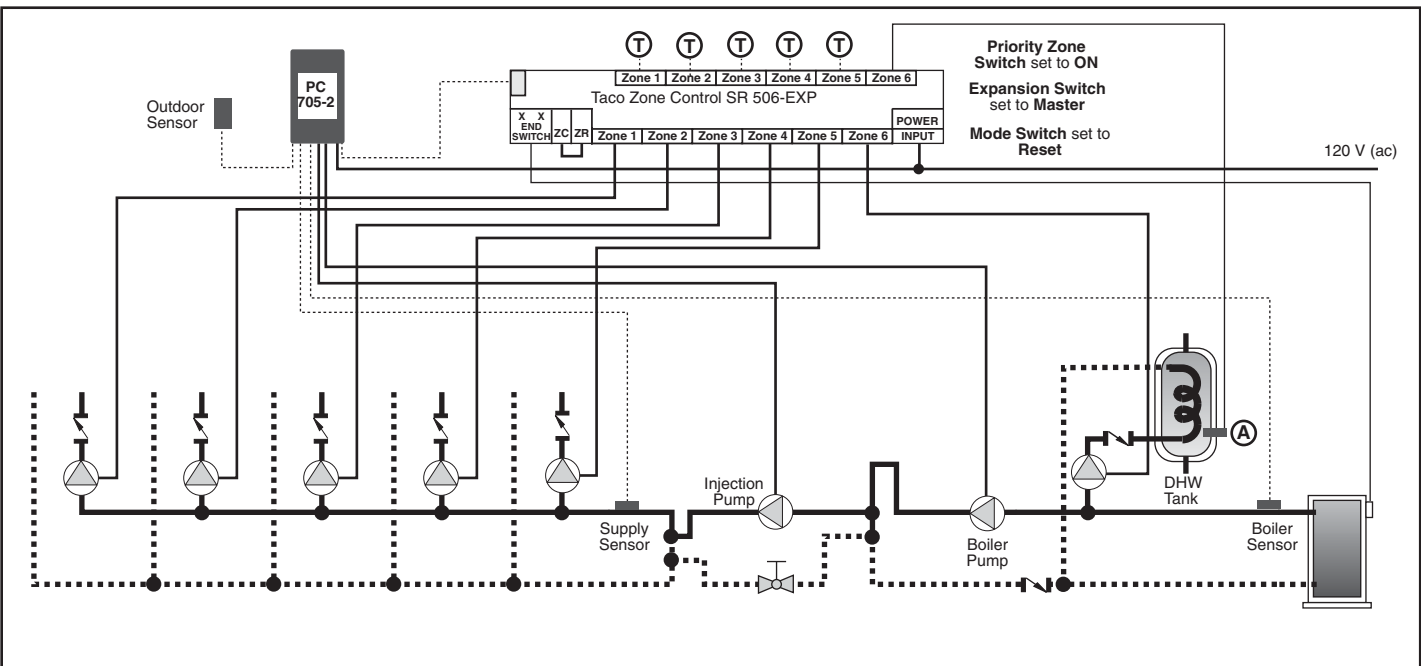 T T T T T
Priority Zone
Switch set to ON
Expansion Switch
set to Master
Mode Switch set to
Reset
PC
705-2
Outdoor
Sensor
Zone 1 Zone 2 Zone 3 Zone 4 Zone 5 Zone 6
Taco Zone Control SR 506-EXP
X X
END
SWITCH
ZC ZR
Zone 1 Zone 2 Zone 3 Zone 4 Zone 5 Zone 6
POWER
INPUT
120 V (ac)
A
DHW
Tank
Injection
Pump
Supply
Sensor
Boiler
Pump
Boiler
Sensor